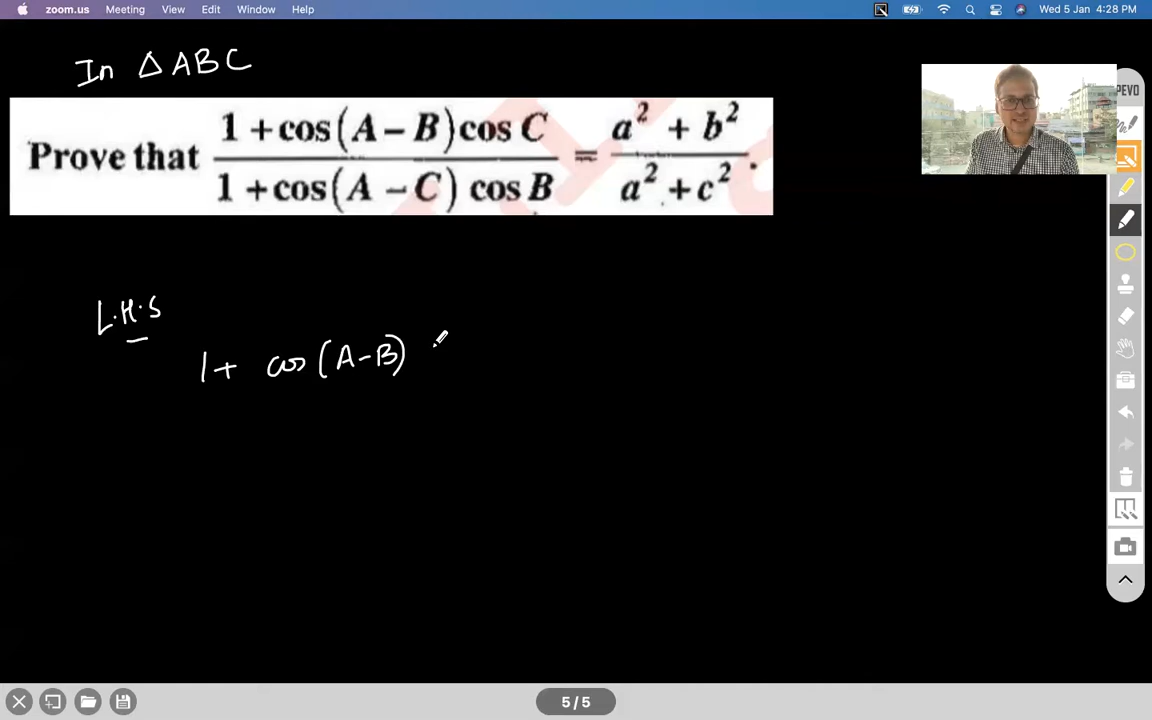 zoom.us Meeting View Edit Window Help Wed 5 Jan 4:28 PM
In △ABC
Prove that (1 + cos(A − B)cos C)/(1 + cos(A − C) cos B) = (a² + b²)/(a² + c²).
L.H.S
1 + cos (A − B)
5 / 5